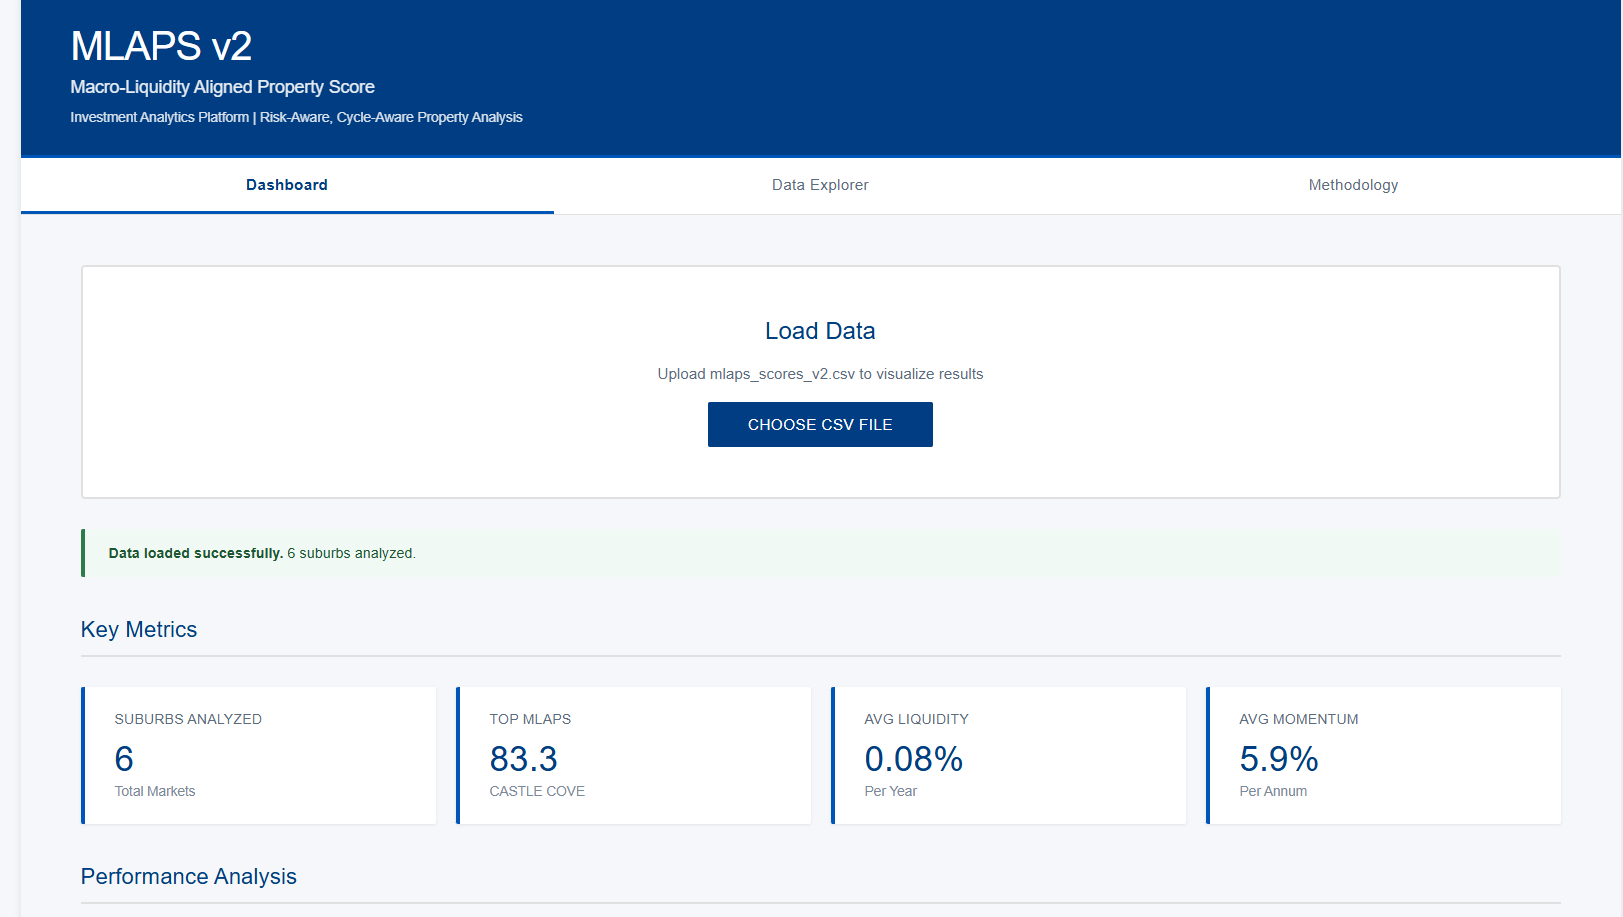 MLAPS v2
Macro-Liquidity Aligned Property Score
Investment Analytics Platform | Risk-Aware, Cycle-Aware Property Analysis
Dashboard
Data Explorer
Methodology
Load Data
Upload mlaps_scores_v2.csv to visualize results
CHOOSE CSV FILE
Data loaded successfully. 6 suburbs analyzed.
Key Metrics
SUBURBS ANALYZED
6
Total Markets
TOP MLAPS
83.3
CASTLE COVE
AVG LIQUIDITY
0.08%
Per Year
AVG MOMENTUM
5.9%
Per Annum
Performance Analysis